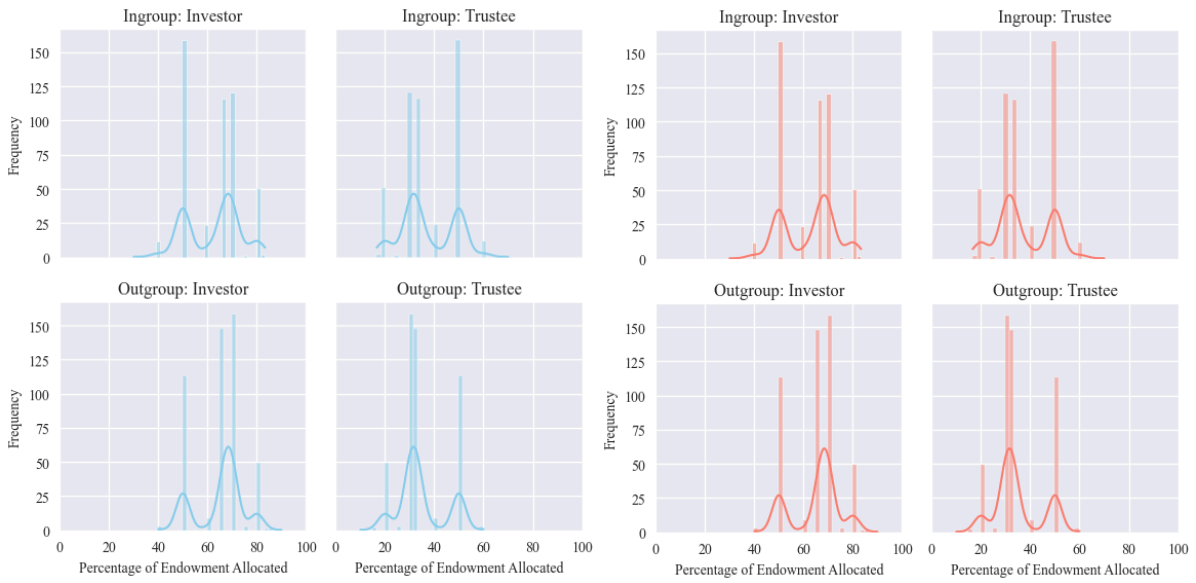 Ingroup: Investor
Ingroup: Trustee
Ingroup: Investor
Ingroup: Trustee
150
125
100
75
50
25
0
Frequency
150
125
100
75
50
25
0
Frequency
Outgroup: Investor
Outgroup: Trustee
Outgroup: Investor
Outgroup: Trustee
150
125
100
75
50
25
0
Frequency
150
125
100
75
50
25
0
Frequency
0 20 40 60 80 100
0 20 40 60 80 100
0 20 40 60 80 100
0 20 40 60 80 100
Percentage of Endowment Allocated
Percentage of Endowment Allocated
Percentage of Endowment Allocated
Percentage of Endowment Allocated